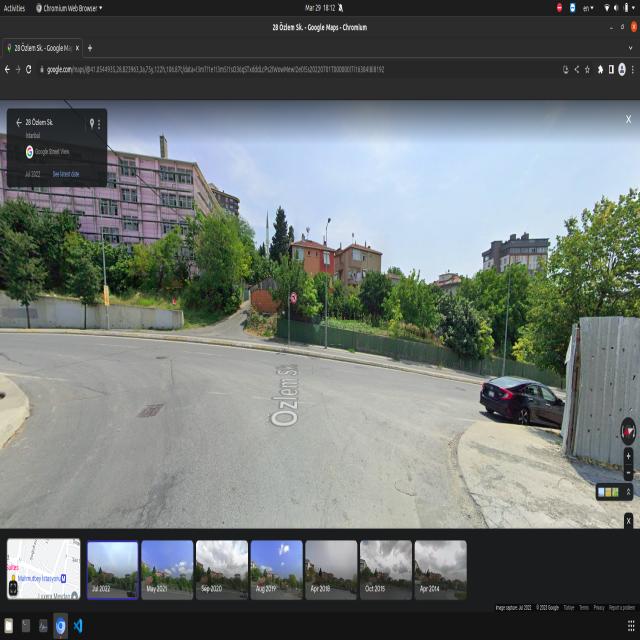 Activities
Chromium Web Browser
Mar 29 18:12
en
28 Özlem Sk. - Google Maps - Chromium
28 Özlem Sk. - Google Ma
28 Özlem Sk.
Istanbul
Google Street View
Jul 2022
See latest date
X
Özlem Sk.
X
Mahmutbey İstasyonu
Jul 2022
May 2021
Sep 2020
Aug 2019
Apr 2018
Oct 2015
Apr 2014
Image capture: Jul 2022
© 2023 Google
Türkiye
Terms
Privacy
Report a problem